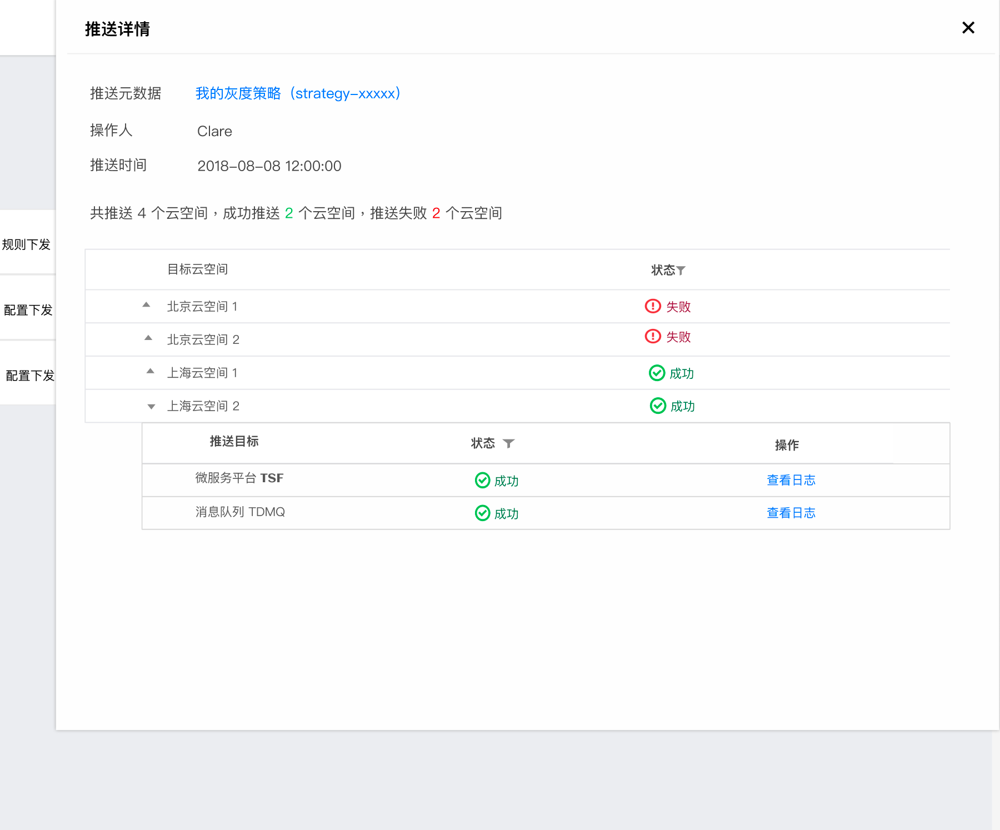 推送详情
推送元数据 我的灰度策略（strategy-xxxxx）
操作人 Clare
推送时间 2018-08-08 12:00:00
共推送 4 个云空间，成功推送 2 个云空间，推送失败 2 个云空间
规则下发
配置下发
配置下发
目标云空间 状态
北京云空间 1 失败
北京云空间 2 失败
上海云空间 1 成功
上海云空间 2 成功
推送目标 状态 操作
微服务平台 TSF 成功 查看日志
消息队列 TDMQ 成功 查看日志